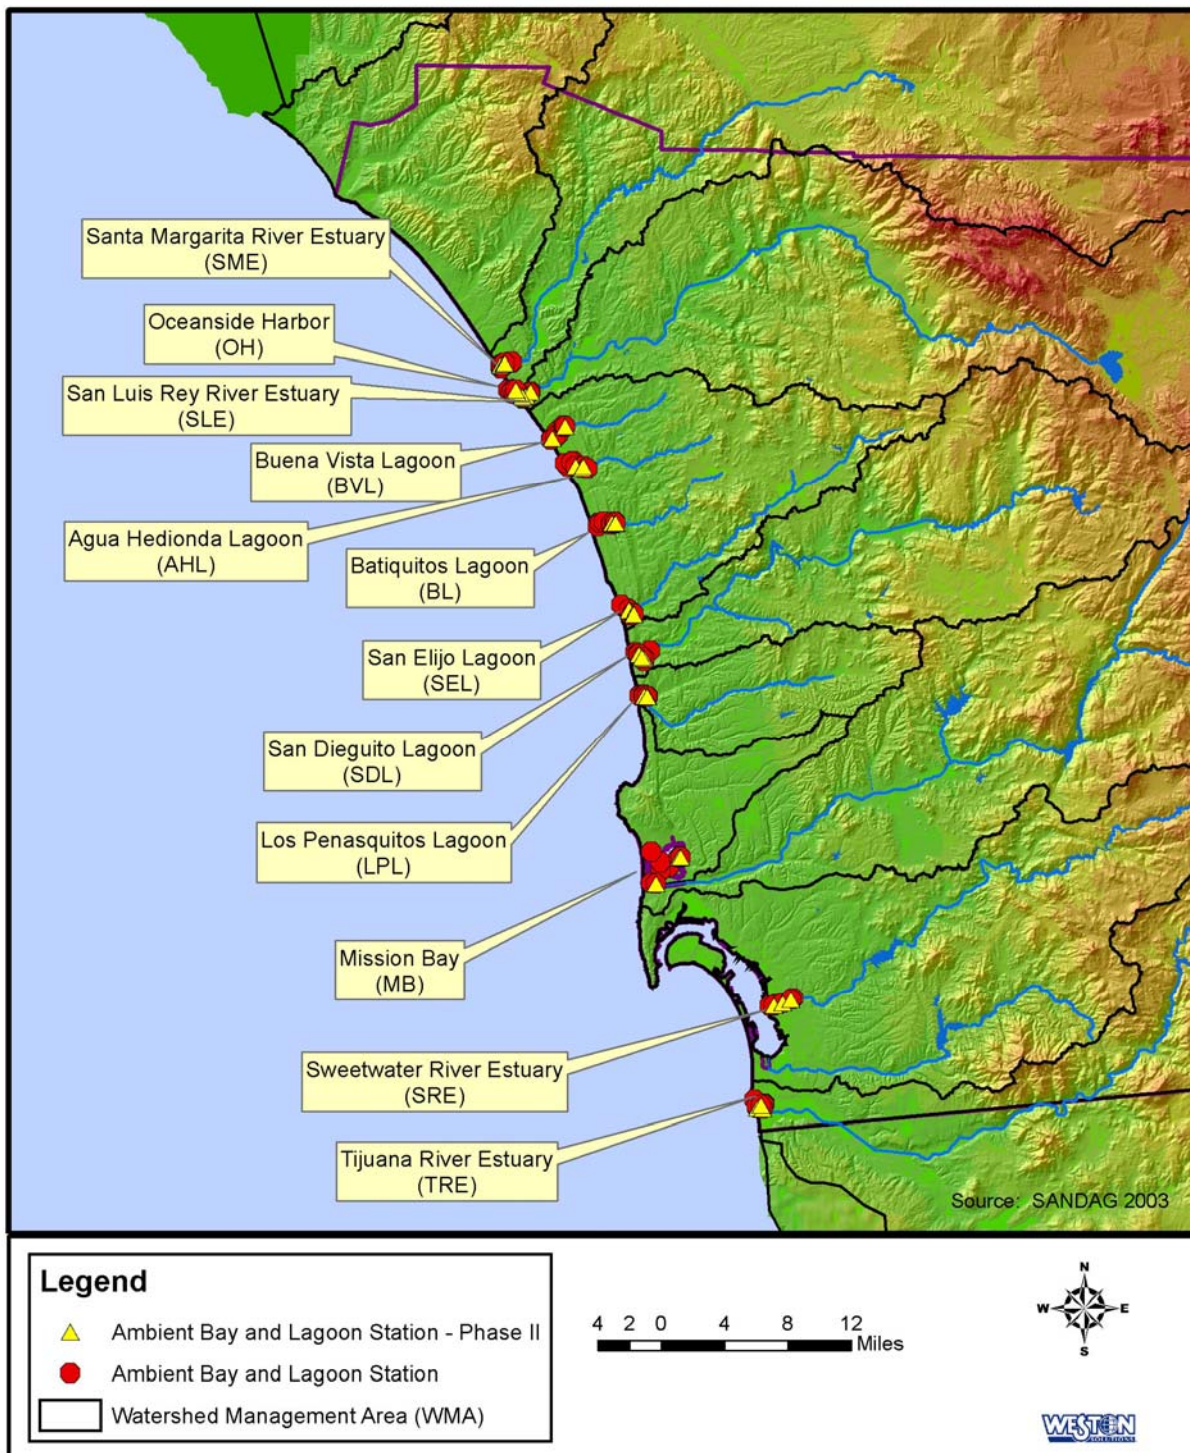 Santa Margarita River Estuary
(SME)
Oceanside Harbor
(OH)
San Luis Rey River Estuary
(SLE)
Buena Vista Lagoon
(BVL)
Agua Hedionda Lagoon
(AHL)
Batiquitos Lagoon
(BL)
San Elijo Lagoon
(SEL)
San Dieguito Lagoon
(SDL)
Los Penasquitos Lagoon
(LPL)
Mission Bay
(MB)
Sweetwater River Estuary
(SRE)
Tijuana River Estuary
(TRE)
Source: SANDAG 2003
Legend
Ambient Bay and Lagoon Station - Phase II
Ambient Bay and Lagoon Station
Watershed Management Area (WMA)
4 2 0 4 8 12
Miles
N
W E
S
WESTON
SOLUTIONS